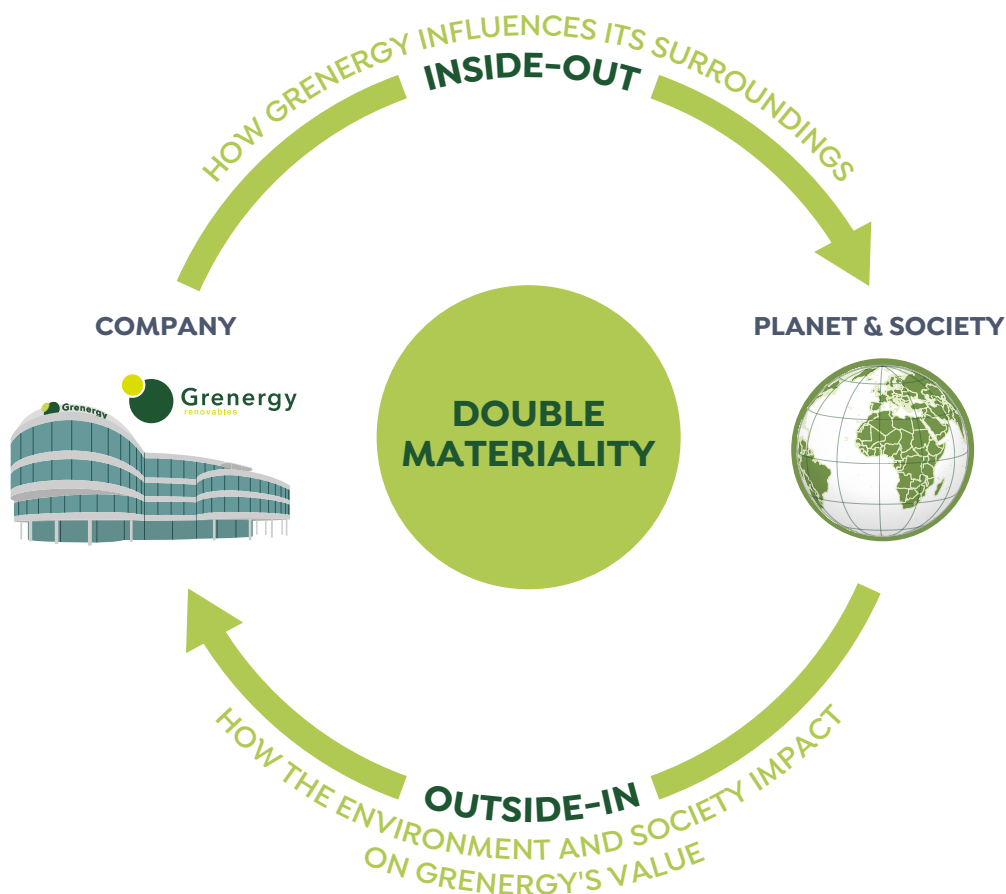 HOW GRENERGY INFLUENCES ITS SURROUNDINGS
INSIDE-OUT
COMPANY
PLANET & SOCIETY
Grenergy
renovables
Grenergy
DOUBLE
MATERIALITY
OUTSIDE-IN
HOW THE ENVIRONMENT AND SOCIETY IMPACT
ON GRENERGY'S VALUE